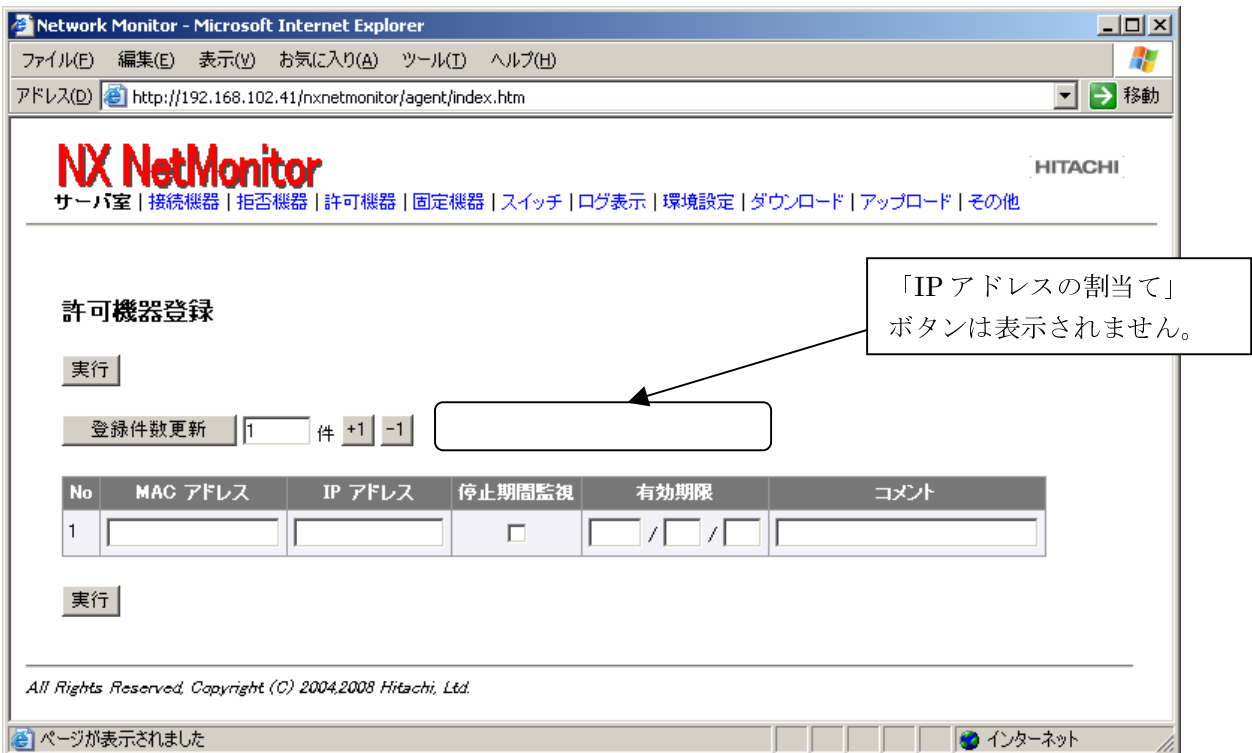 Network Monitor - Microsoft Internet Explorer
ファイル(F) 編集(E) 表示(V) お気に入り(A) ツール(T) ヘルプ(H)
アドレス(D) http://192.168.102.41/nxnetmonitor/agent/index.htm 移動
NX NetMonitor
HITACHI
サーバ室 | 接続機器 | 拒否機器 | 許可機器 | 固定機器 | スイッチ | ログ表示 | 環境設定 | ダウンロード | アップロード | その他
「IP アドレスの割当て」
ボタンは表示されません。
許可機器登録
実行
登録件数更新 1 件 +1 -1
No MAC アドレス IP アドレス 停止期間監視 有効期限 コメント
1 / /
実行
All Rights Reserved, Copyright (C) 2004,2008 Hitachi, Ltd.
ページが表示されました インターネット